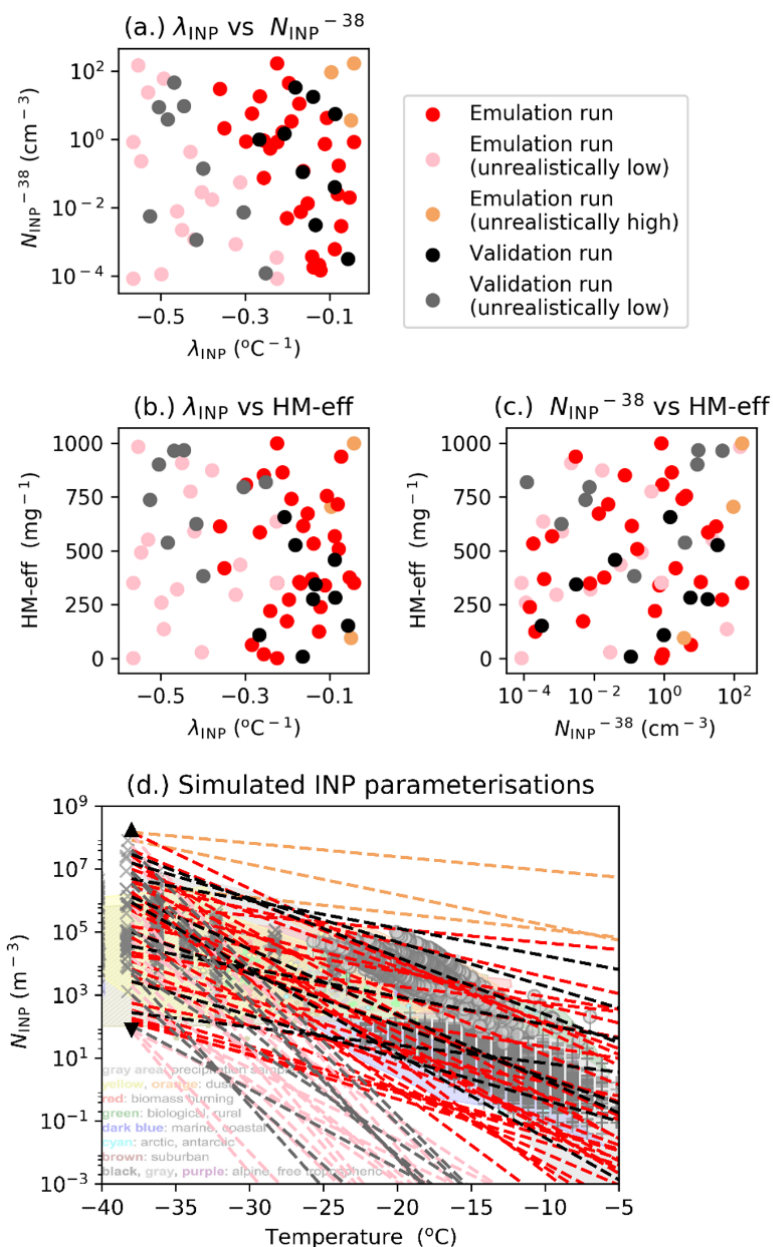 (a.) λINP vs NINP−38
10²
10⁰
10−2
10−4
NINP−38 (cm−3)
−0.5
−0.3
−0.1
λINP (oC−1)
Emulation run
Emulation run
(unrealistically low)
Emulation run
(unrealistically high)
Validation run
Validation run
(unrealistically low)
(b.) λINP vs HM-eff
1000
750
500
250
0
HM-eff (mg−1)
−0.5
−0.3
−0.1
λINP (oC−1)
(c.) NINP−38 vs HM-eff
1000
750
500
250
0
HM-eff (mg−1)
10−4
10−2
10⁰
10²
NINP−38 (cm−3)
(d.) Simulated INP parameterisations
10⁹
10⁷
10⁵
10³
10¹
10−1
10−3
NINP (m−3)
gray area: precipitation
yellow, orange: dust
red: biomass burning
green: biological, rural
dark blue: marine, coastal
cyan: arctic, antarctic
brown: suburban
black, gray, purple: alpine, free tropospheric
−40
−35
−30
−25
−20
−15
−10
−5
Temperature (oC)